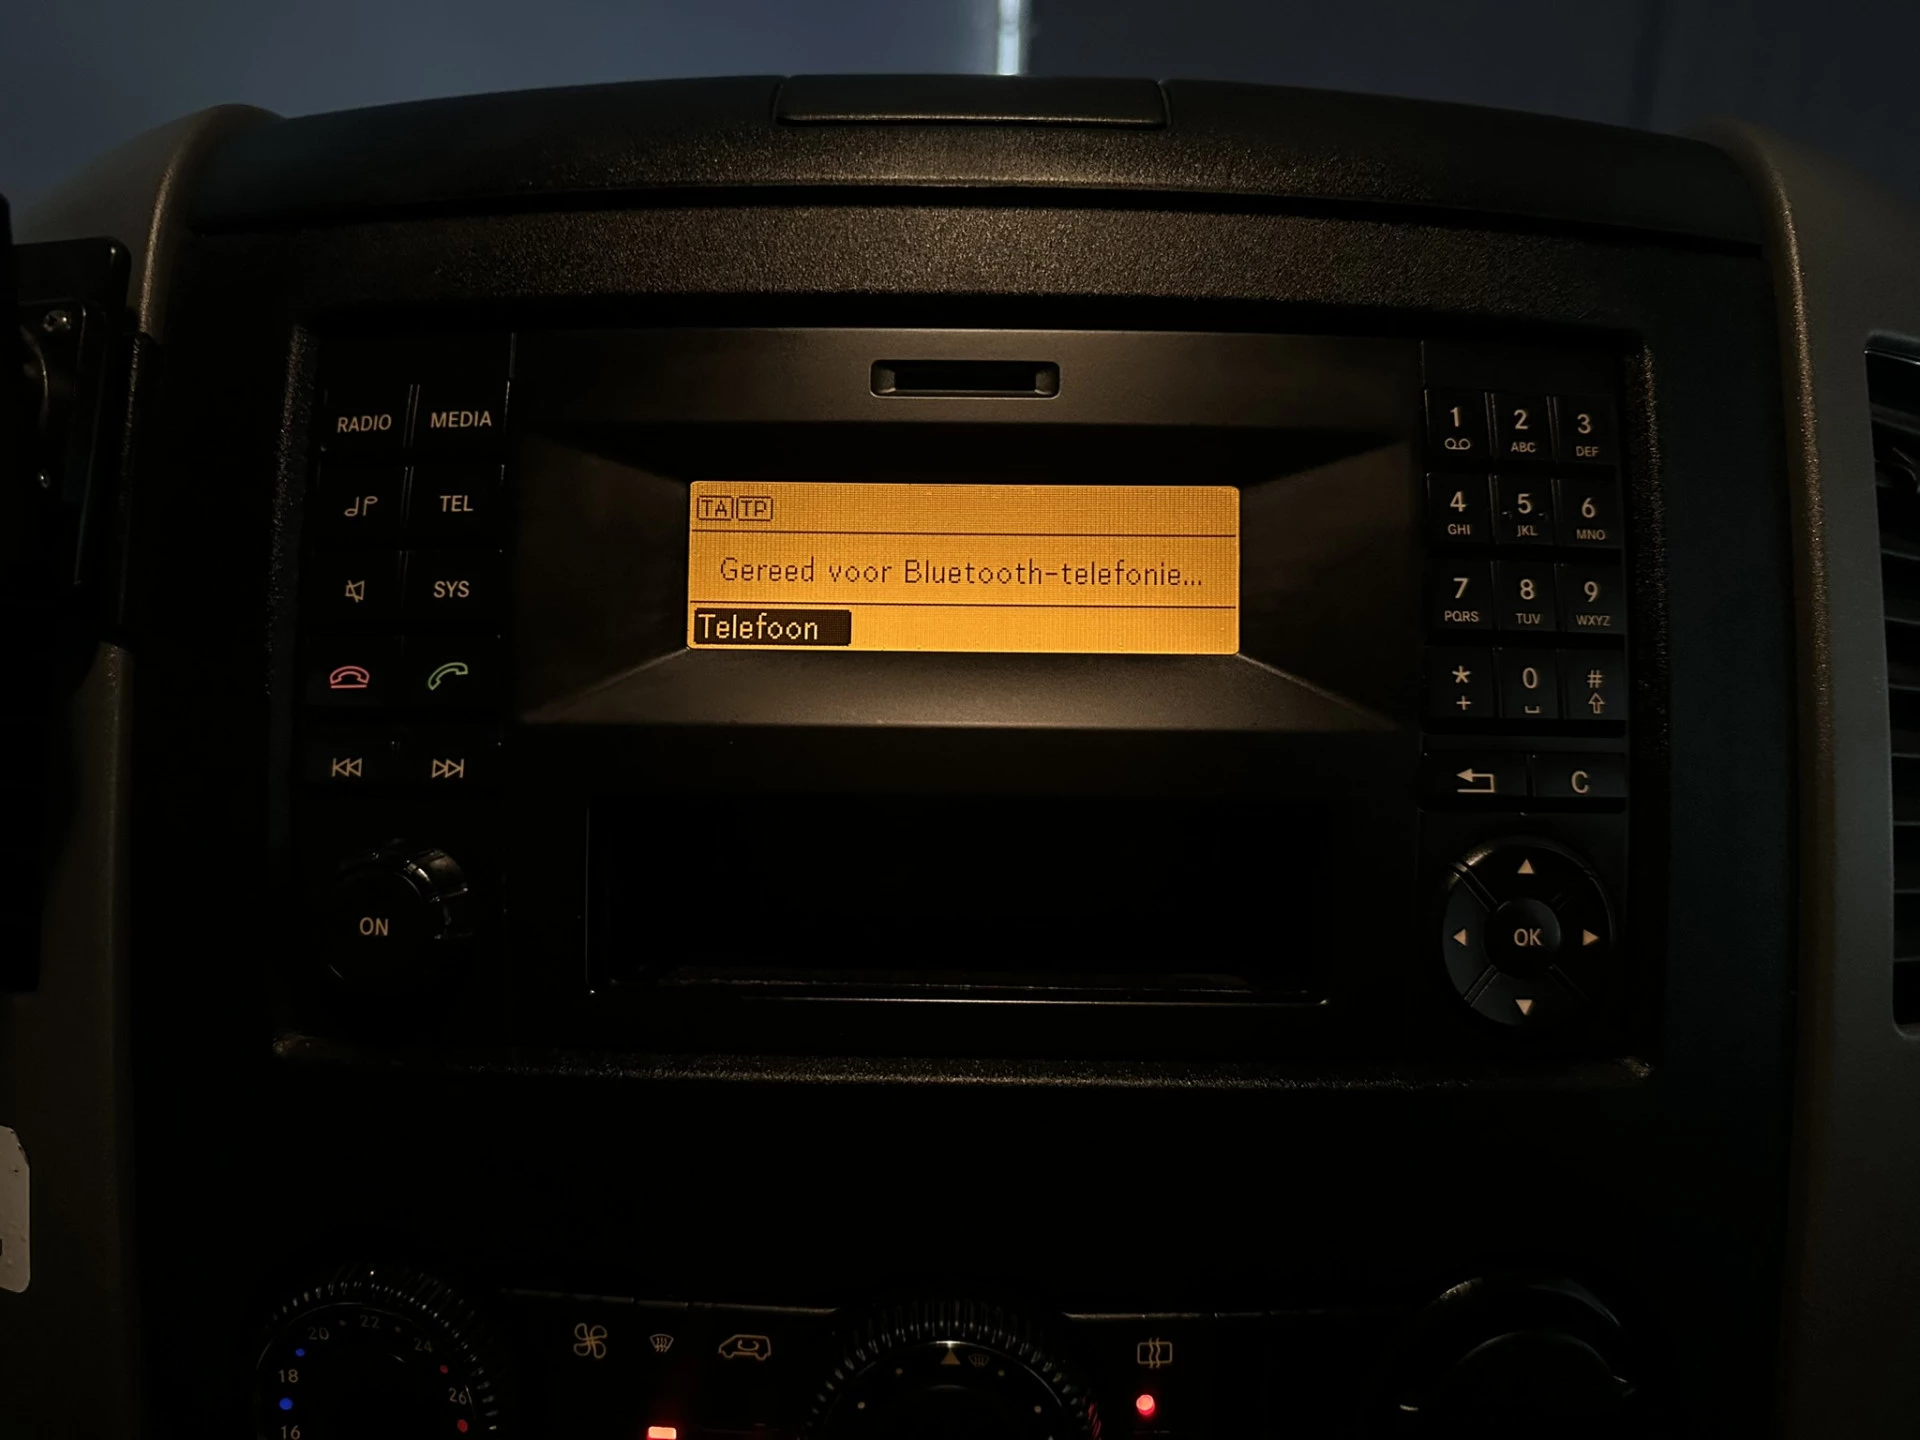 RADIO MEDIA
TEL
SYS
ON
TA TP
Gereed voor Bluetooth-telefonie...
Telefoon
1 2 ABC 3 DEF
4 GHI 5 JKL 6 MNO
7 PQRS 8 TUV 9 WXYZ
* + 0 #
C
OK
16 18 20 22 24 26